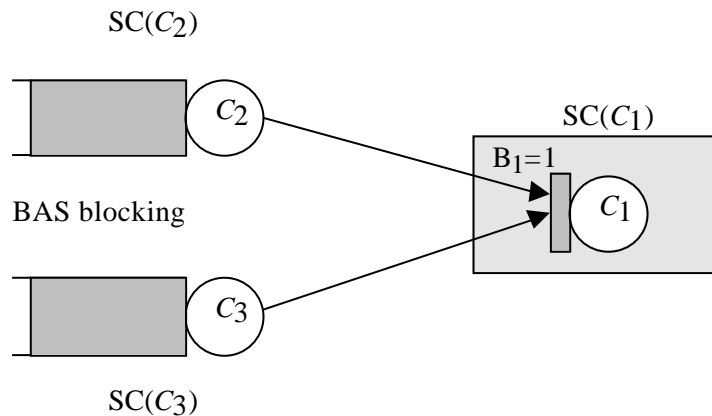 SC(C2)
C2
SC(C1)
B1=1
C1
BAS blocking
C3
SC(C3)